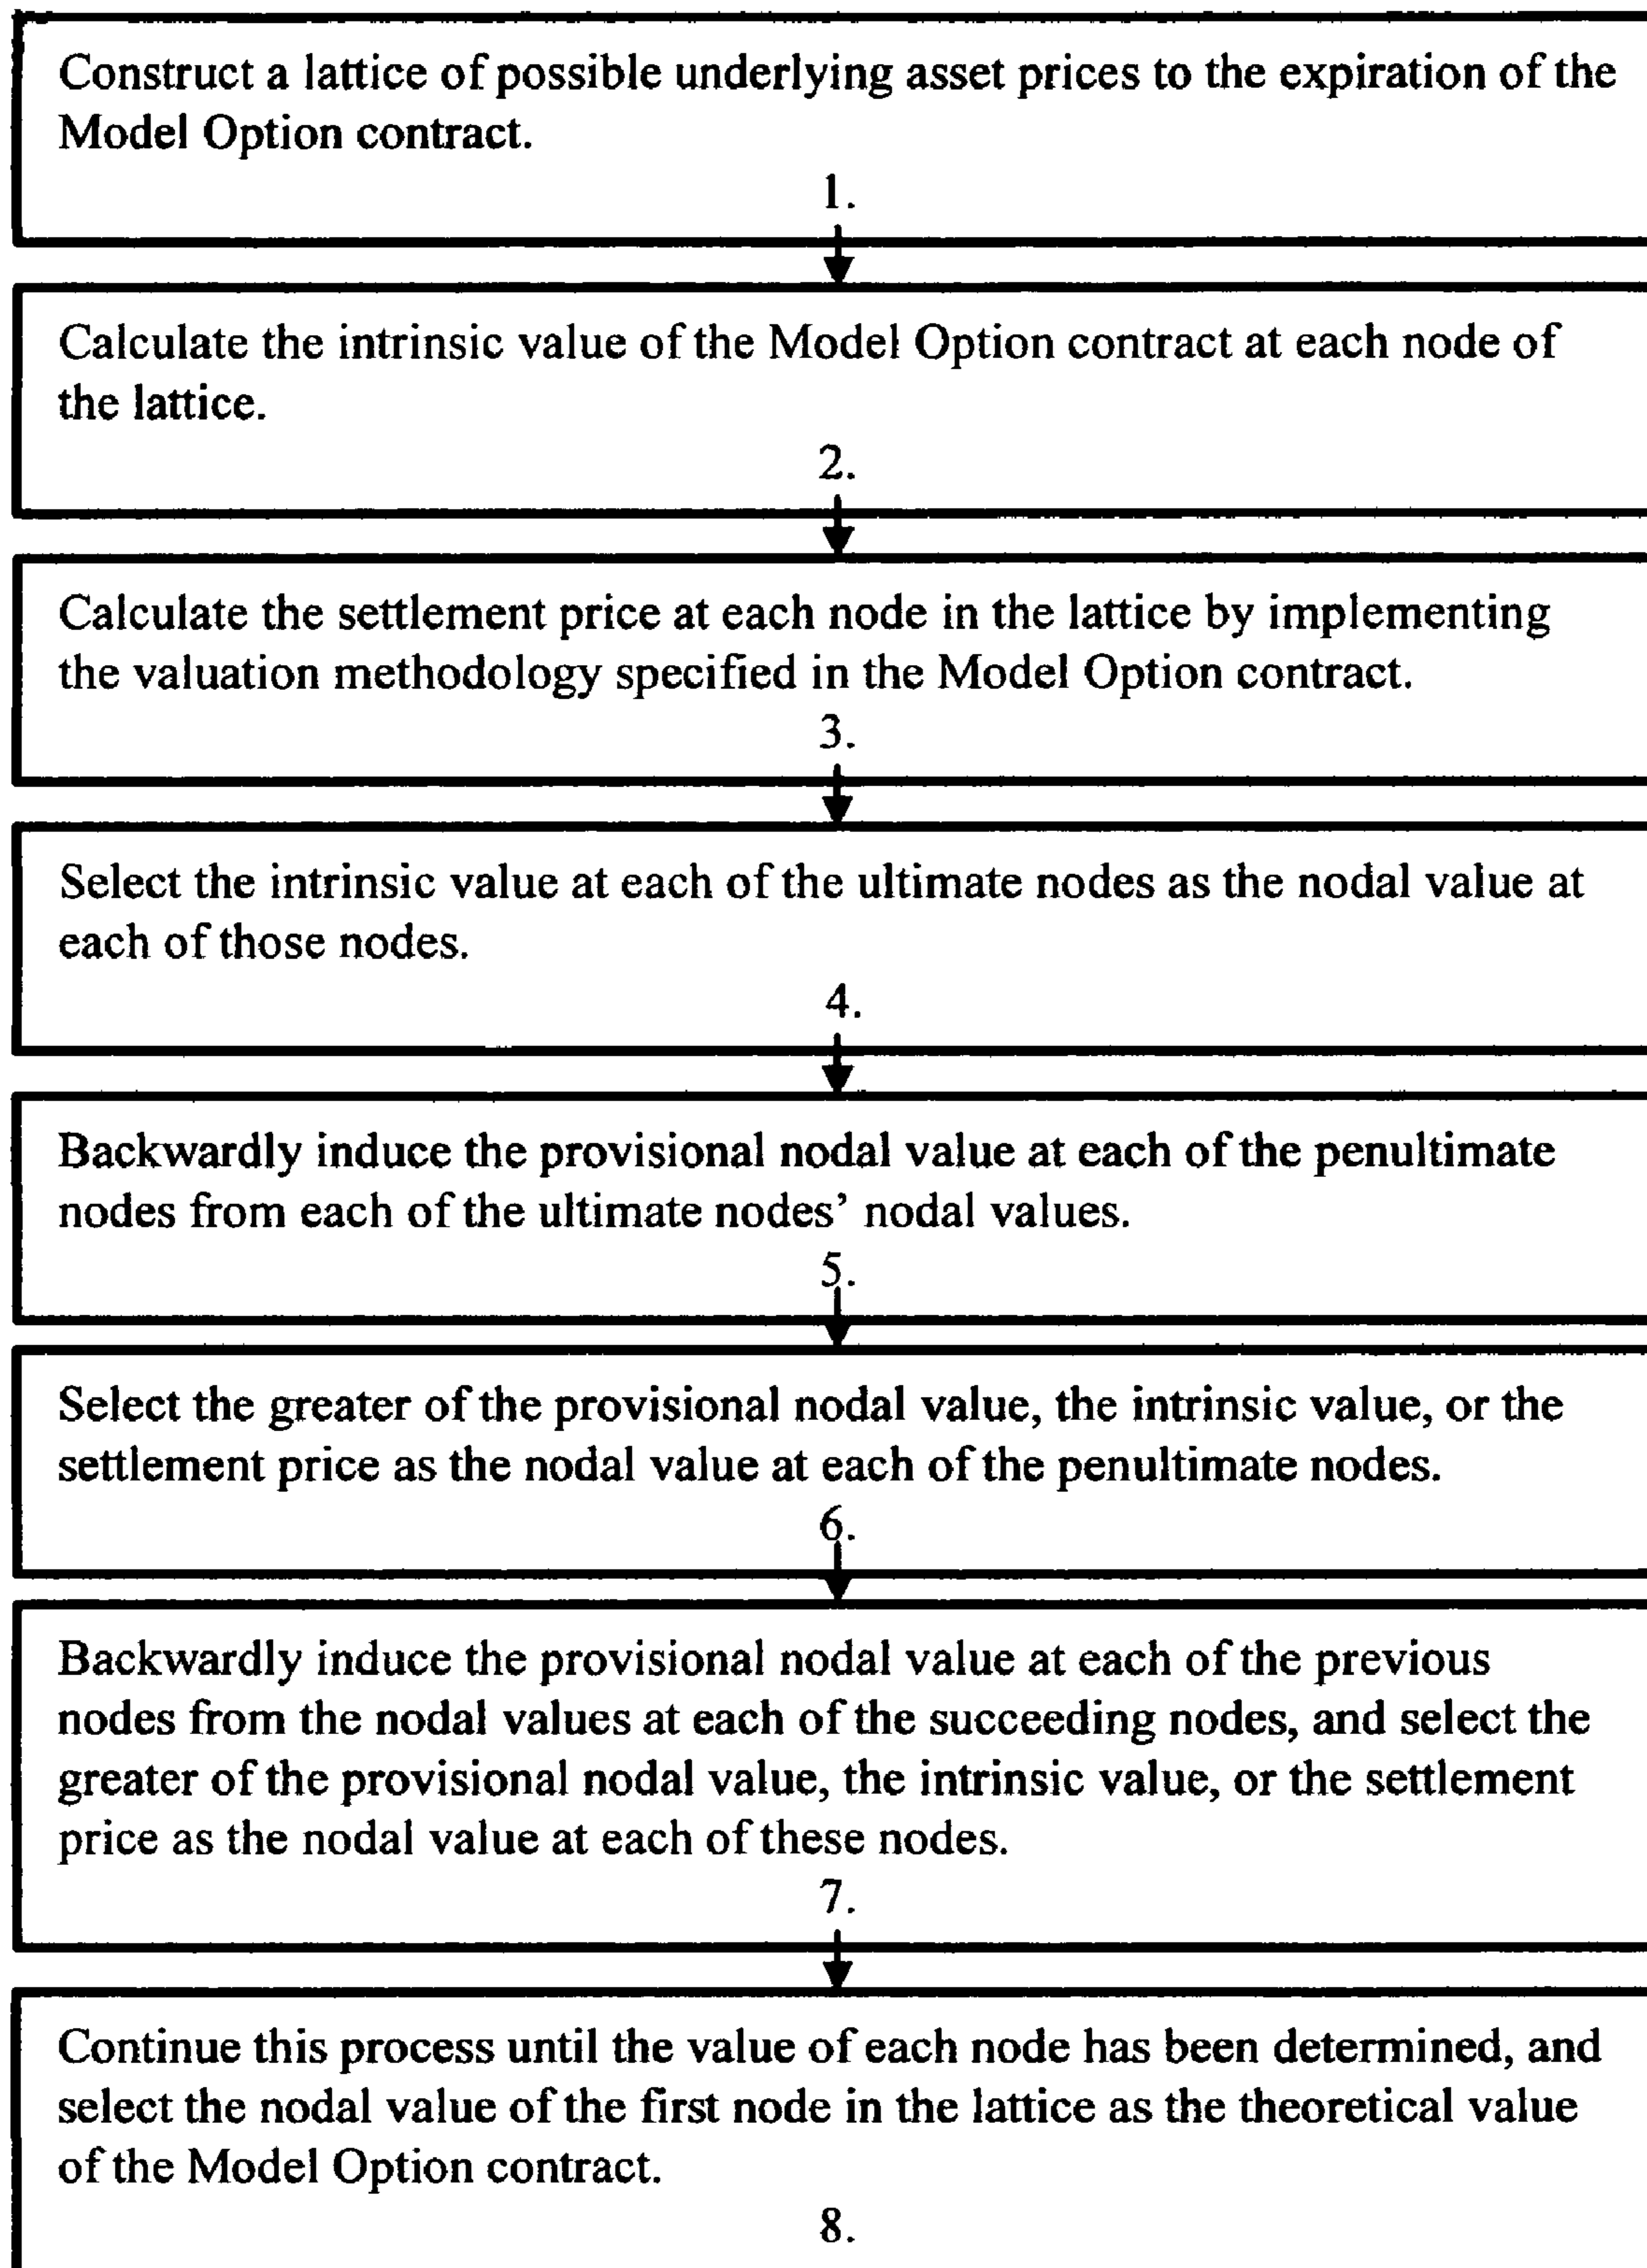 Construct a lattice of possible underlying asset prices to the expiration of the
Model Option contract.
1.
Calculate the intrinsic value of the Model Option contract at each node of
the lattice.
2.
Calculate the settlement price at each node in the lattice by implementing
the valuation methodology specified in the Model Option contract.
3.
Select the intrinsic value at each of the ultimate nodes as the nodal value at
each of those nodes.
4.
Backwardly induce the provisional nodal value at each of the penultimate
nodes from each of the ultimate nodes’ nodal values.
5.
Select the greater of the provisional nodal value, the intrinsic value, or the
settlement price as the nodal value at each of the penultimate nodes.
6.
Backwardly induce the provisional nodal value at each of the previous
nodes from the nodal values at each of the succeeding nodes, and select the
greater of the provisional nodal value, the intrinsic value, or the settlement
price as the nodal value at each of these nodes.
7.
Continue this process until the value of each node has been determined, and
select the nodal value of the first node in the lattice as the theoretical value
of the Model Option contract.
8.